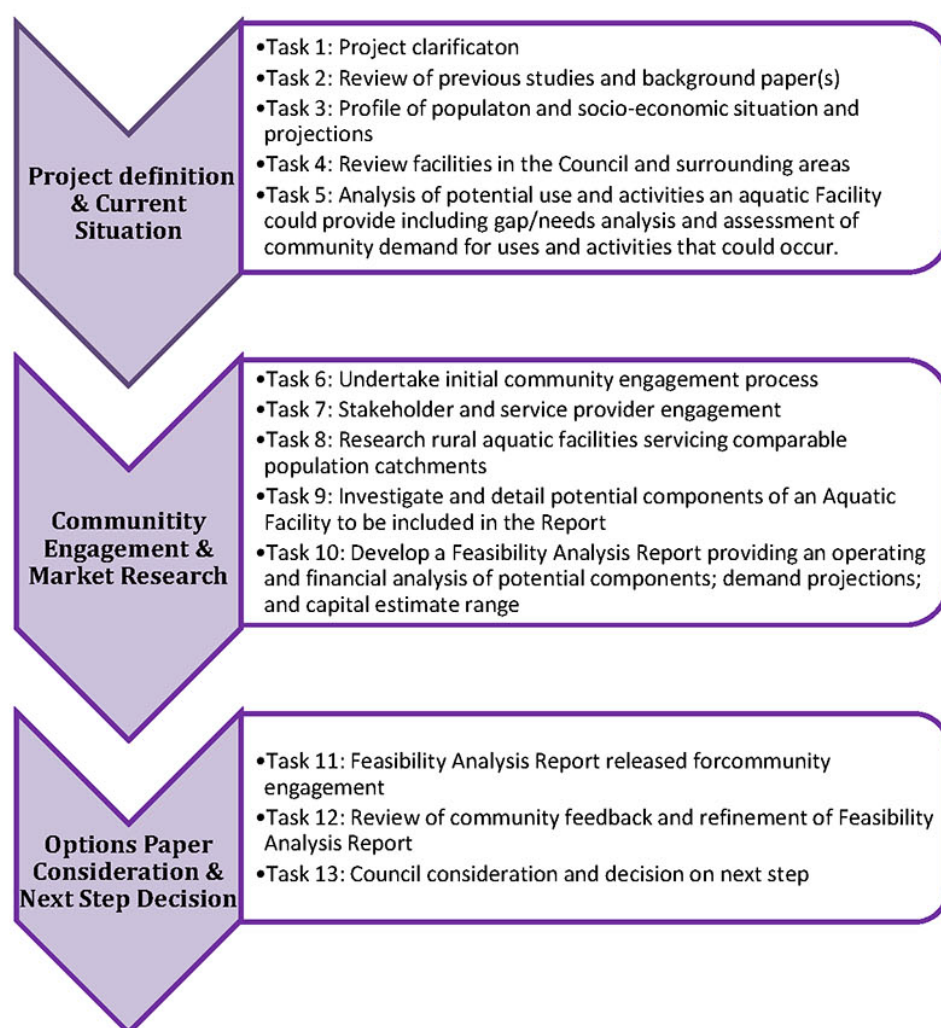 Project definition
& Current
Situation
•Task 1: Project clarificaton
•Task 2: Review of previous studies and background paper(s)
•Task 3: Profile of populaton and socio-economic situation and
projections
•Task 4: Review facilities in the Council and surrounding areas
•Task 5: Analysis of potential use and activities an aquatic Facility
could provide including gap/needs analysis and assessment of
community demand for uses and activities that could occur.
Communitity
Engagement &
Market Research
•Task 6: Undertake initial community engagement process
•Task 7: Stakeholder and service provider engagement
•Task 8: Research rural aquatic facilities servicing comparable
population catchments
•Task 9: Investigate and detail potential components of an Aquatic
Facility to be included in the Report
•Task 10: Develop a Feasibility Analysis Report providing an operating
and financial analysis of potential components; demand projections;
and capital estimate range
Options Paper
Consideration &
Next Step Decision
•Task 11: Feasibility Analysis Report released forcommunity
engagement
•Task 12: Review of community feedback and refinement of Feasibility
Analysis Report
•Task 13: Council consideration and decision on next step